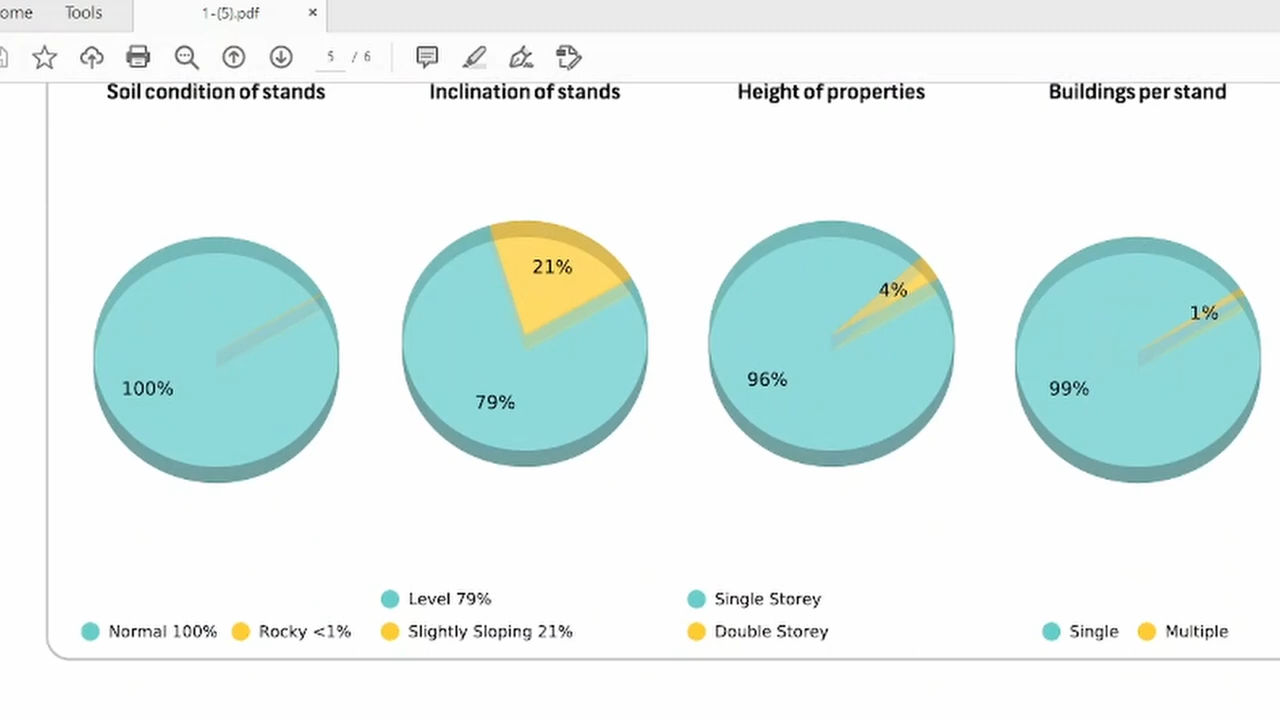 ome Tools 1-(5).pdf ×
5 / 6
Soil condition of stands
100%
Normal 100% Rocky <1%
Inclination of stands
21%
79%
Level 79%
Slightly Sloping 21%
Height of properties
4%
96%
Single Storey
Double Storey
Buildings per stand
1%
99%
Single Multiple